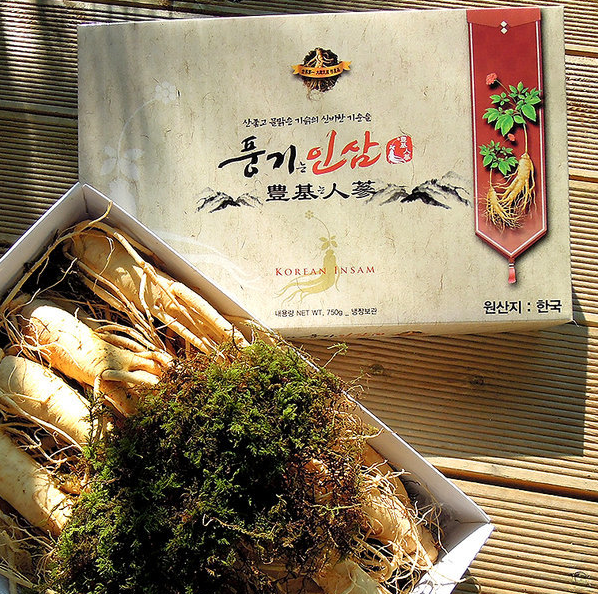 산좋고 물맑은 기슭의 신비한 기운을
풍기는 인삼
豊基는人蔘
KOREAN INSAM
내용량 NET WT, 750g _ 냉장보관
원산지 : 한국